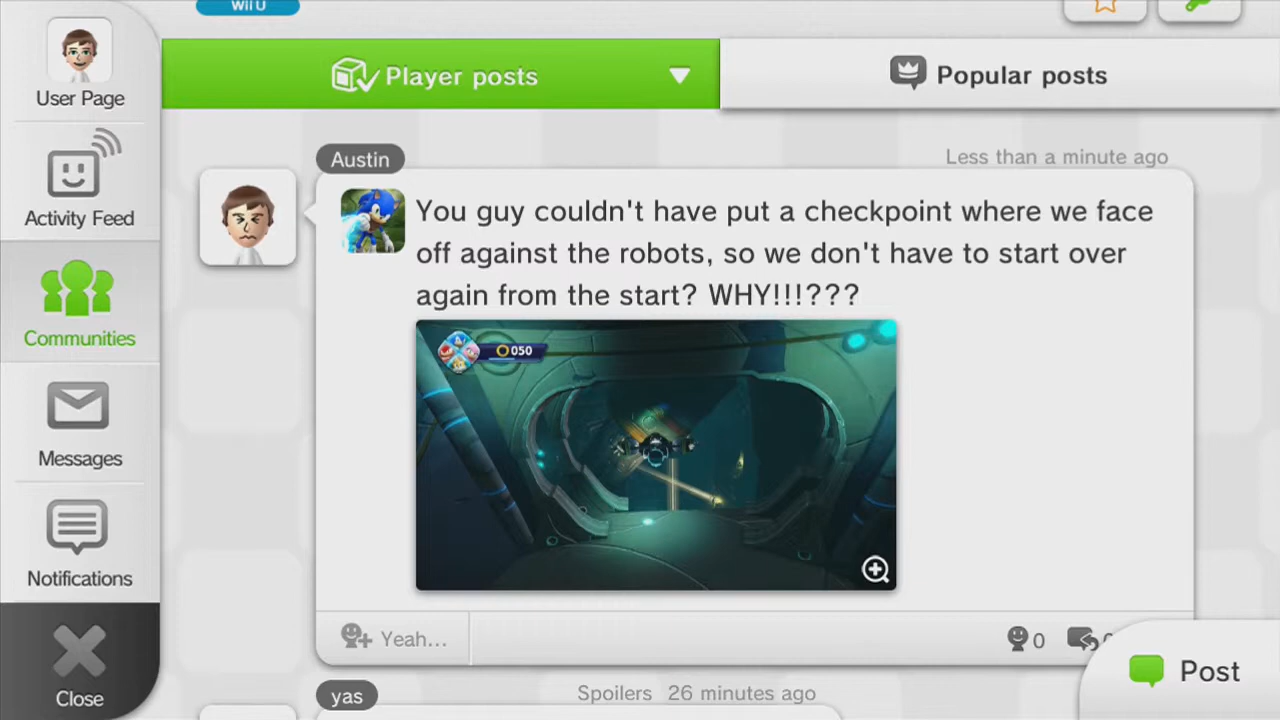 Wii U
User Page
Player posts
Popular posts
Austin
Less than a minute ago
Activity Feed
You guy couldn't have put a checkpoint where we face
off against the robots, so we don't have to start over
again from the start? WHY!!!???
050
Communities
Messages
Notifications
Yeah...
0
Post
Close
yas
Spoilers 26 minutes ago